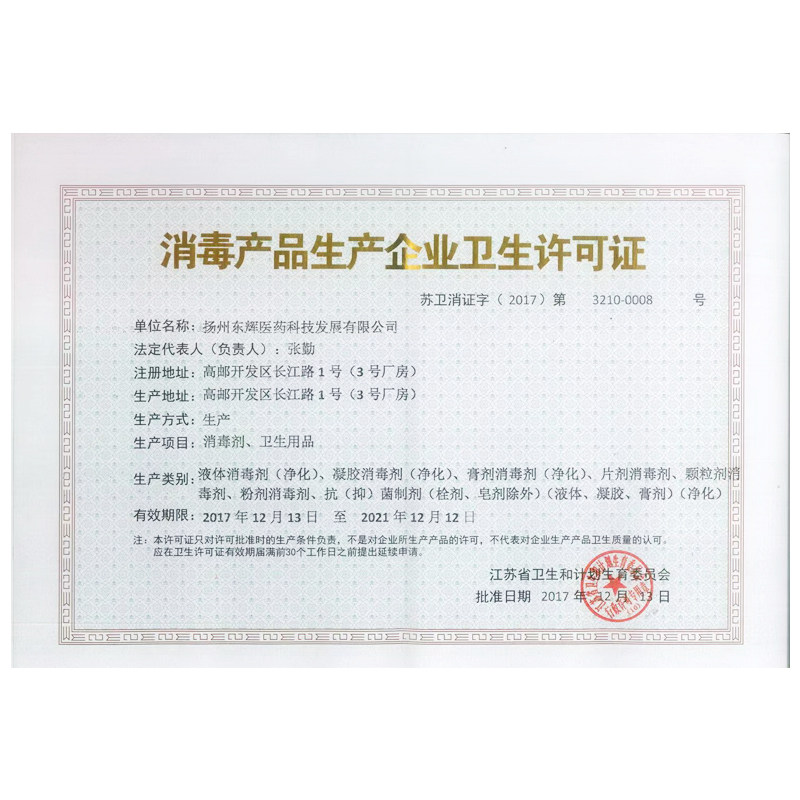 消毒产品生产企业卫生许可证
苏卫消证字（2017）第 3210-0008 号
单位名称：扬州东辉医药科技发展有限公司
法定代表人（负责人）：张勤
注册地址：高邮开发区长江路1号（3号厂房）
生产地址：高邮开发区长江路1号（3号厂房）
生产方式：生产
生产项目：消毒剂、卫生用品
生产类别：液体消毒剂（净化）、凝胶消毒剂（净化）、膏剂消毒剂（净化）、片剂消毒剂、颗粒剂消
毒剂、粉剂消毒剂、抗（抑）菌制剂（栓剂、皂剂除外）（液体、凝胶、膏剂）（净化）
有效期限：2017年12月13日 至 2021年12月12日
注：本许可证只对许可批准时的生产条件负责，不是对企业所生产产品的许可，不代表对企业生产产品卫生质量的认可。
应在卫生许可证有效期届满前30个工作日之前提出延续申请。
江苏省卫生和计划生育委员会
批准日期 2017年12月13日